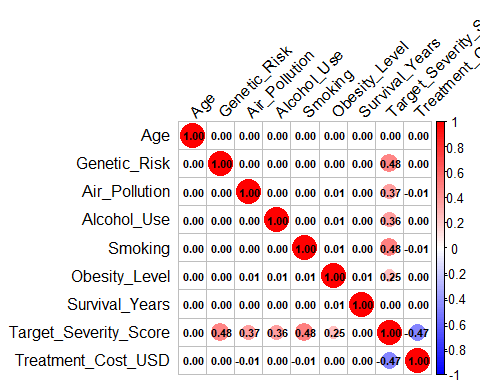 Age
Genetic_Risk
Air_Pollution
Alcohol_Use
Smoking
Obesity_Level
Survival_Years
Target_Severity_S
Treatment_C
Age 1.00 0.00 0.00 0.00 0.00 0.00 0.00 0.00 0.00
Genetic_Risk 0.00 1.00 0.00 0.00 0.00 0.00 0.00 0.48 0.00
Air_Pollution 0.00 0.00 1.00 0.00 0.00 0.01 0.00 0.37 -0.01
Alcohol_Use 0.00 0.00 0.00 1.00 0.00 0.01 0.00 0.36 0.00
Smoking 0.00 0.00 0.00 0.00 1.00 0.01 0.00 0.48 -0.01
Obesity_Level 0.00 0.00 0.01 0.01 0.01 1.00 0.01 0.25 0.00
Survival_Years 0.00 0.00 0.00 0.00 0.00 0.01 1.00 0.00 0.00
Target_Severity_Score 0.00 0.48 0.37 0.36 0.48 0.25 0.00 1.00 -0.47
Treatment_Cost_USD 0.00 0.00 -0.01 0.00 -0.01 0.00 0.00 -0.47 1.00
1
0.8
0.6
0.4
0.2
0
-0.2
-0.4
-0.6
-0.8
-1